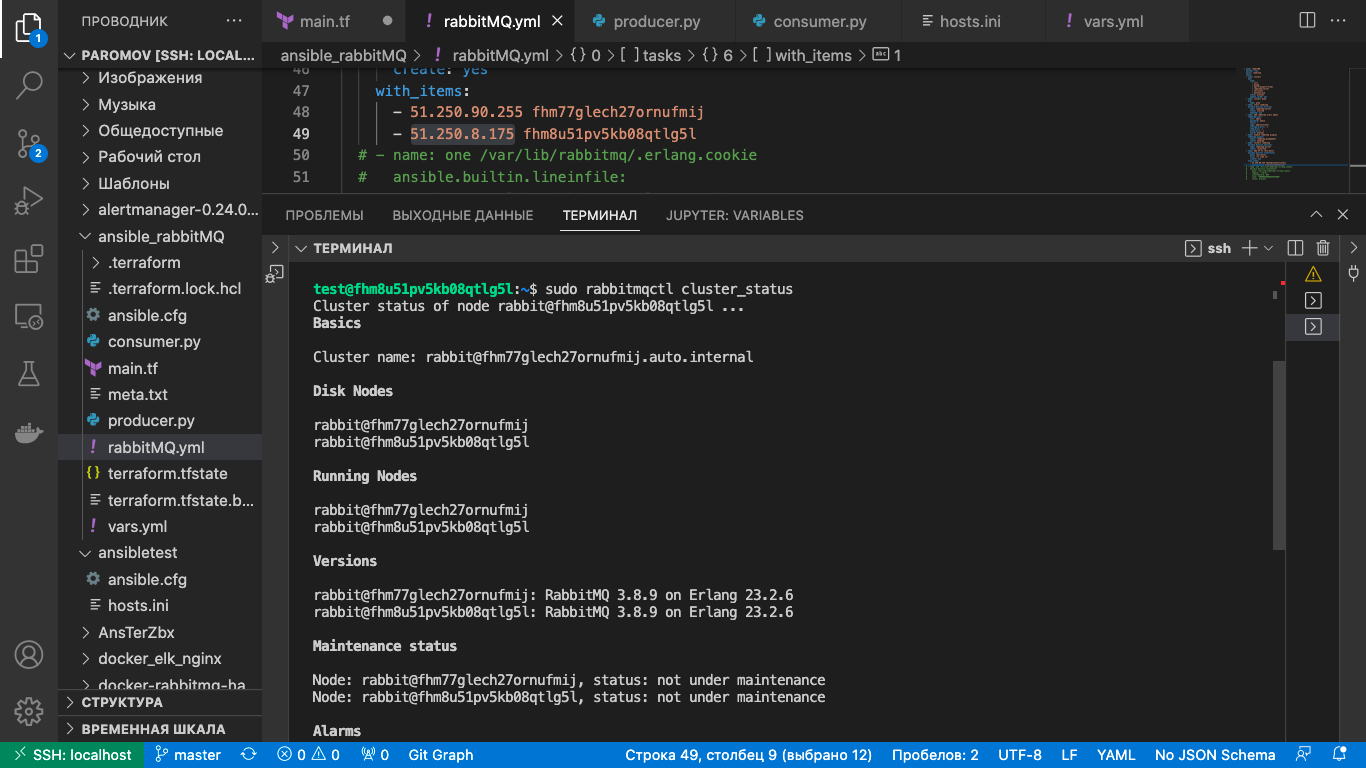 ПРОВОДНИК
main.tf
rabbitMQ.yml
producer.py
consumer.py
hosts.ini
vars.yml
PAROMOV [SSH: LOCAL...
ansible_rabbitMQ > rabbitMQ.yml > {} 0 > [ ] tasks > {} 6 > [ ] with_items > abc 1
Изображения
Музыка
Общедоступные
Рабочий стол
Шаблоны
alertmanager-0.24.0...
ansible_rabbitMQ
.terraform
.terraform.lock.hcl
ansible.cfg
consumer.py
main.tf
meta.txt
producer.py
rabbitMQ.yml
terraform.tfstate
terraform.tfstate.b...
vars.yml
ansibletest
ansible.cfg
hosts.ini
AnsTerZbx
docker_elk_nginx
docker-rabbitmq-ha
СТРУКТУРА
ВРЕМЕННАЯ ШКАЛА
1
2
46 create: yes
47 with_items:
48 - 51.250.90.255 fhm77glech27ornufmij
49 - 51.250.8.175 fhm8u51pv5kb08qtlg5l
50 # - name: one /var/lib/rabbitmq/.erlang.cookie
51 # ansible.builtin.lineinfile:
ПРОБЛЕМЫ
ВЫХОДНЫЕ ДАННЫЕ
ТЕРМИНАЛ
JUPYTER: VARIABLES
ТЕРМИНАЛ
ssh
test@fhm8u51pv5kb08qtlg5l:~$ sudo rabbitmqctl cluster_status
Cluster status of node rabbit@fhm8u51pv5kb08qtlg5l ...
Basics
Cluster name: rabbit@fhm77glech27ornufmij.auto.internal
Disk Nodes
rabbit@fhm77glech27ornufmij
rabbit@fhm8u51pv5kb08qtlg5l
Running Nodes
rabbit@fhm77glech27ornufmij
rabbit@fhm8u51pv5kb08qtlg5l
Versions
rabbit@fhm77glech27ornufmij: RabbitMQ 3.8.9 on Erlang 23.2.6
rabbit@fhm8u51pv5kb08qtlg5l: RabbitMQ 3.8.9 on Erlang 23.2.6
Maintenance status
Node: rabbit@fhm77glech27ornufmij, status: not under maintenance
Node: rabbit@fhm8u51pv5kb08qtlg5l, status: not under maintenance
Alarms
SSH: localhost
master
0
0
0
Git Graph
Строка 49, столбец 9 (выбрано 12)
Пробелов: 2
UTF-8
LF
YAML
No JSON Schema